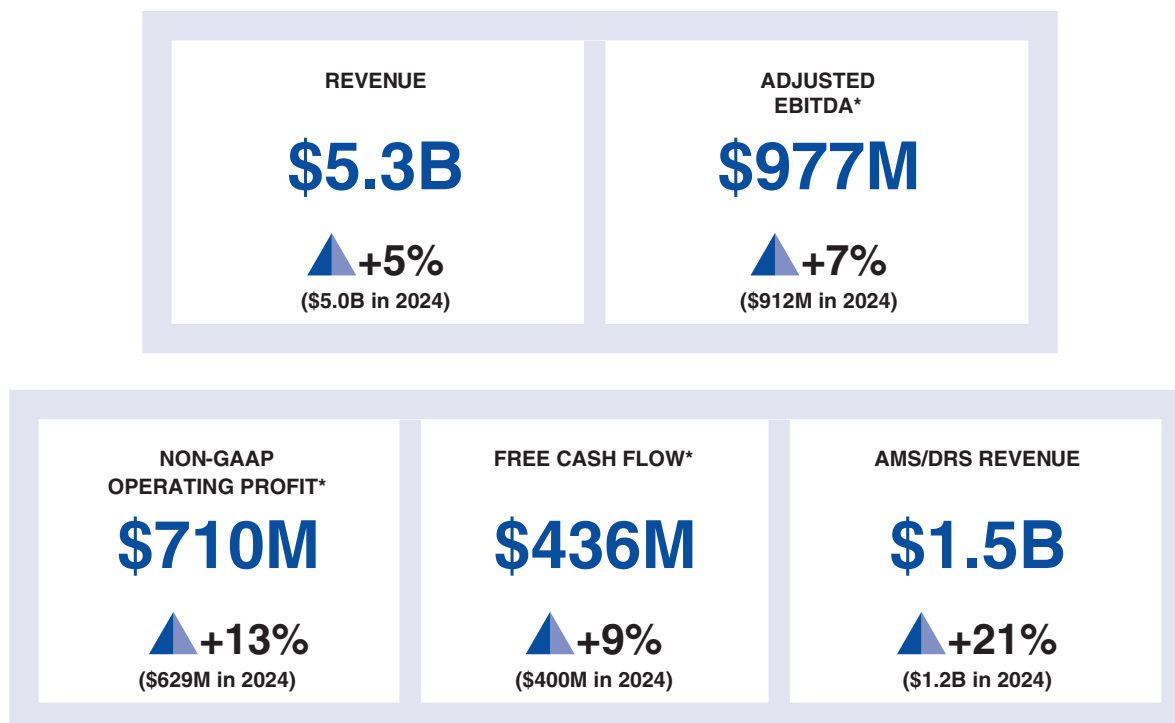 REVENUE
$5.3B
+5%
($5.0B in 2024)
ADJUSTED
EBITDA*
$977M
+7%
($912M in 2024)
NON-GAAP
OPERATING PROFIT*
$710M
+13%
($629M in 2024)
FREE CASH FLOW*
$436M
+9%
($400M in 2024)
AMS/DRS REVENUE
$1.5B
+21%
($1.2B in 2024)